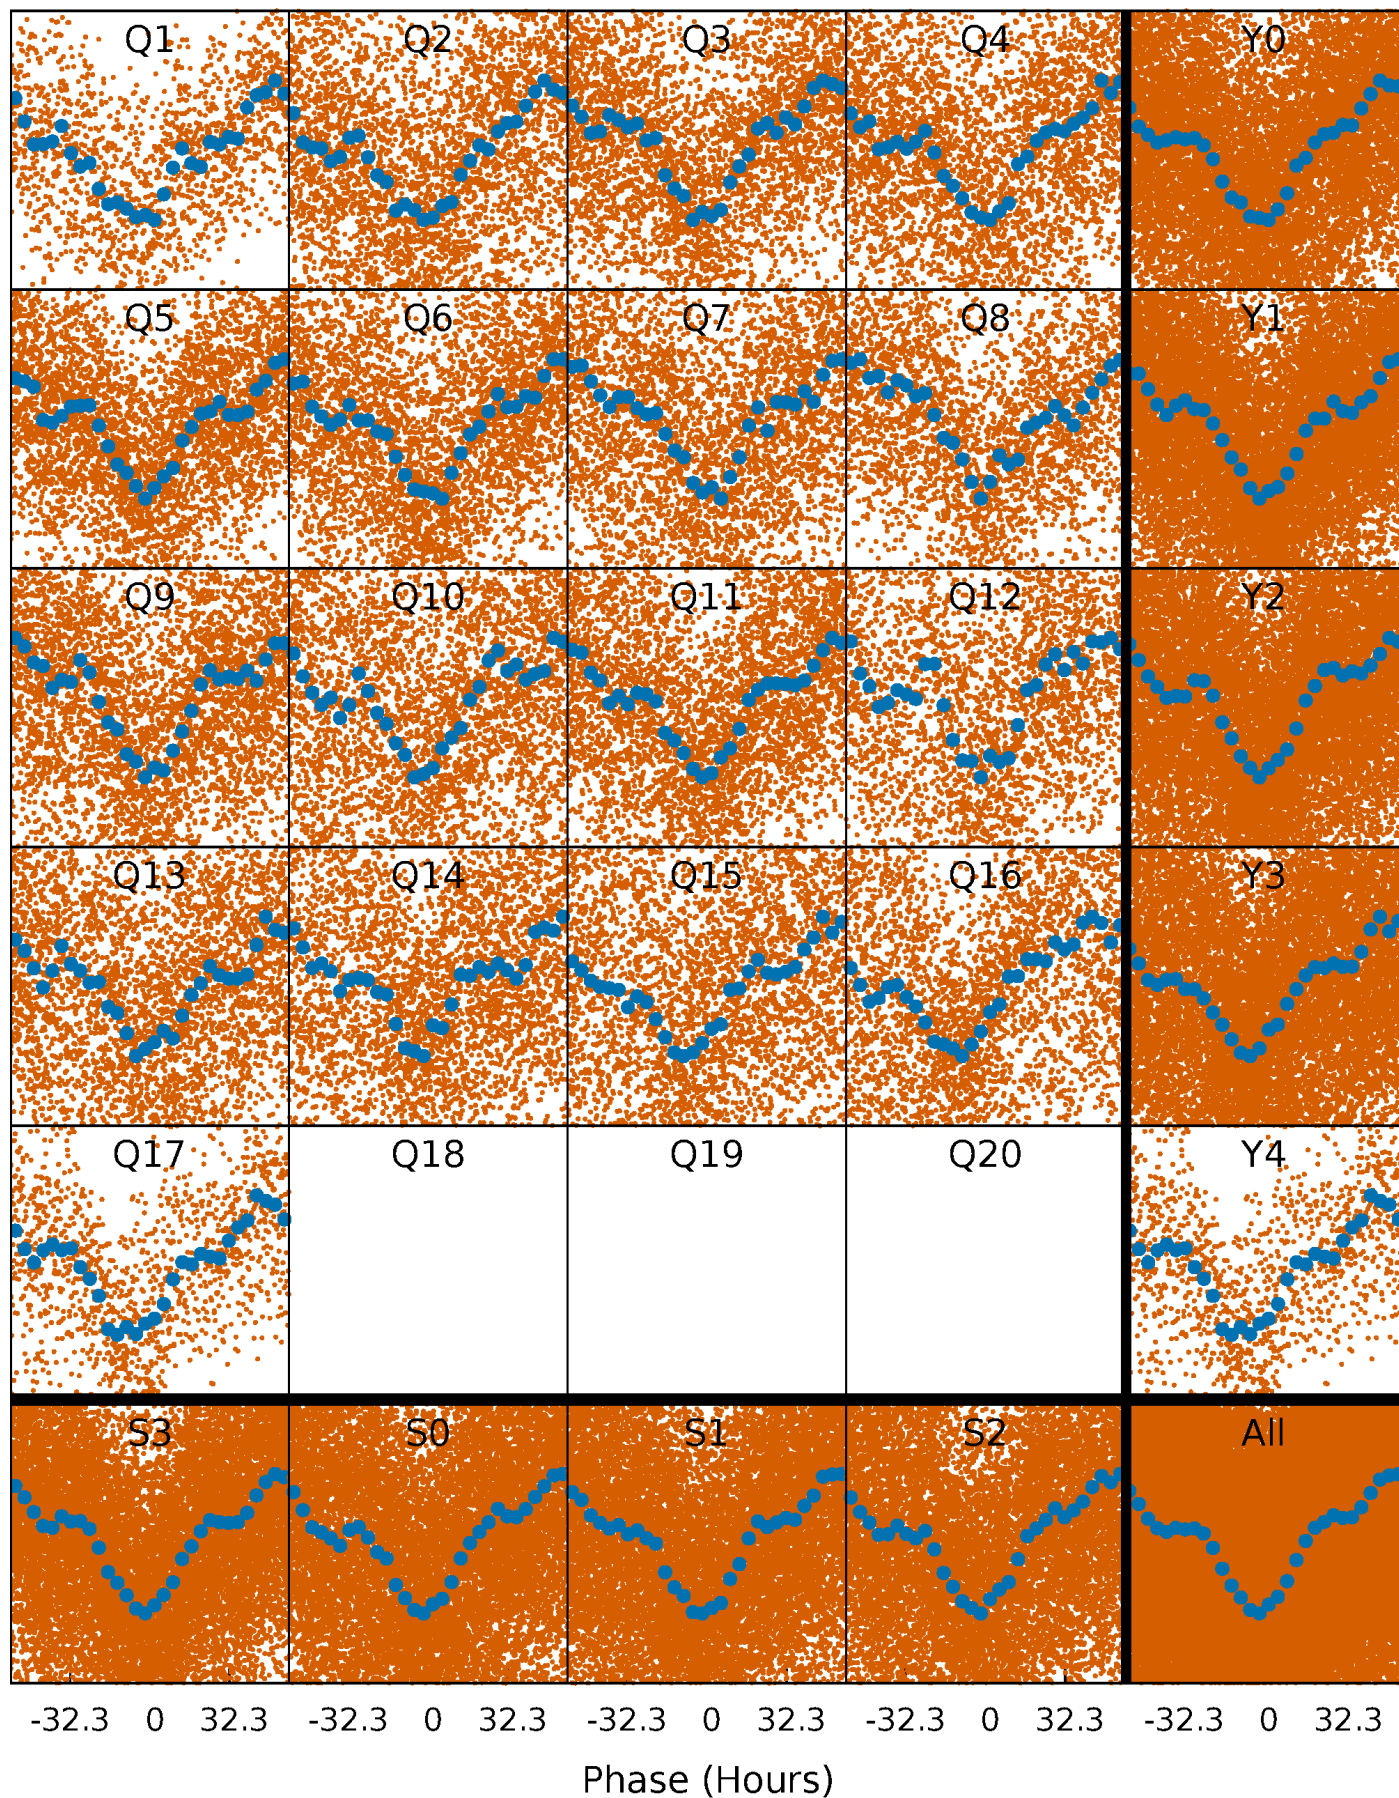 Q1 Q2 Q3 Q4 Y0
Q5 Q6 Q7 Q8 Y1
Q9 Q10 Q11 Q12 Y2
Q13 Q14 Q15 Q16 Y3
Q17 Q18 Q19 Q20 Y4
S3 S0 S1 S2 All
-32.3 0 32.3 -32.3 0 32.3 -32.3 0 32.3 -32.3 0 32.3 -32.3 0 32.3
Phase (Hours)